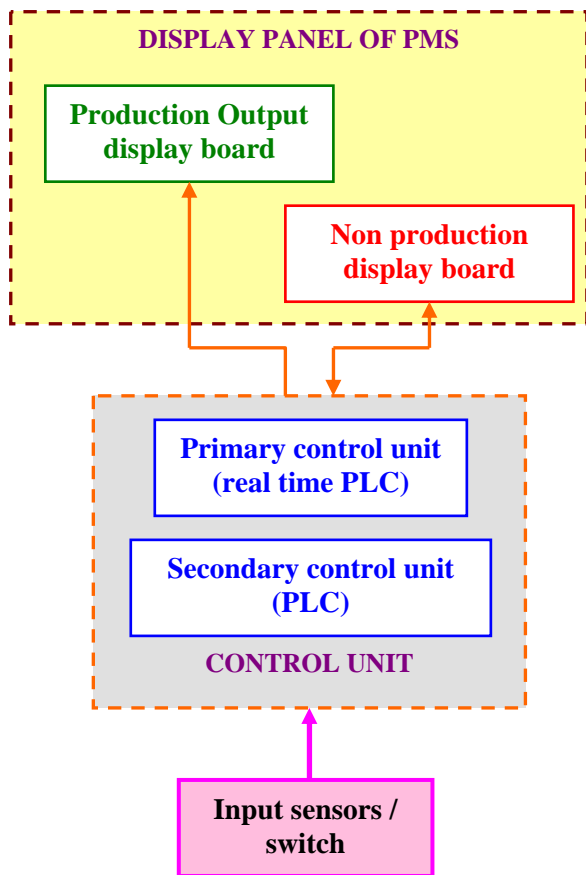 DISPLAY PANEL OF PMS
Production Output
display board
Non production
display board
Primary control unit
(real time PLC)
Secondary control unit
(PLC)
CONTROL UNIT
Input sensors /
switch